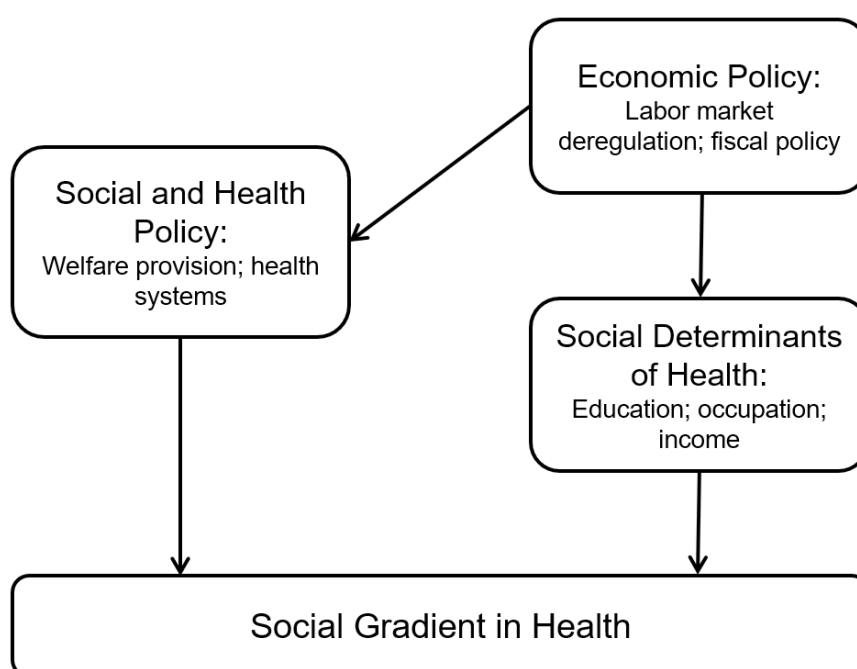 Economic Policy:
Labor market
deregulation; fiscal policy
Social and Health
Policy:
Welfare provision; health
systems
Social Determinants
of Health:
Education; occupation;
income
Social Gradient in Health